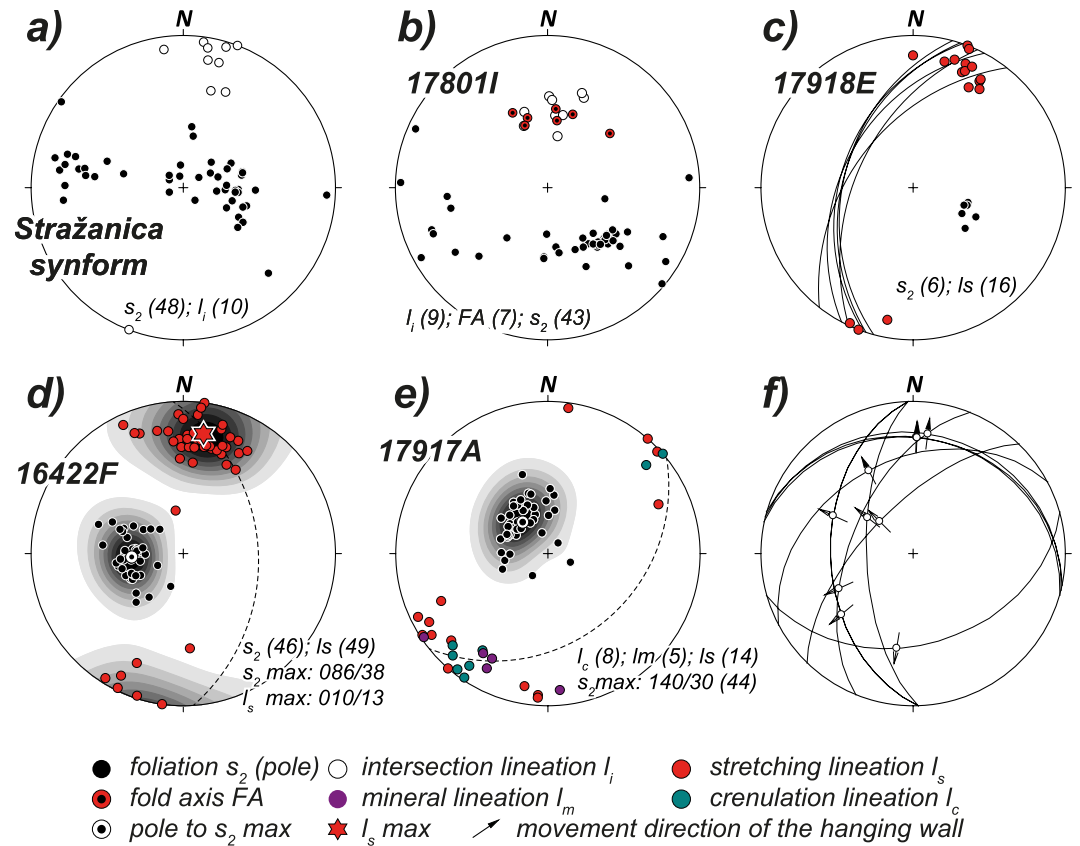 a)
N
Stražanica
synform
s2 (48); li (10)
b)
N
17801I
li (9); FA (7); s2 (43)
c)
N
17918E
s2 (6); ls (16)
d)
N
16422F
s2 (46); ls (49)
s2 max: 086/38
ls max: 010/13
e)
N
17917A
lc (8); lm (5); ls (14)
s2max: 140/30 (44)
f)
N
foliation s2 (pole)
intersection lineation li
stretching lineation ls
fold axis FA
mineral lineation lm
crenulation lineation lc
pole to s2 max
ls max
movement direction of the hanging wall